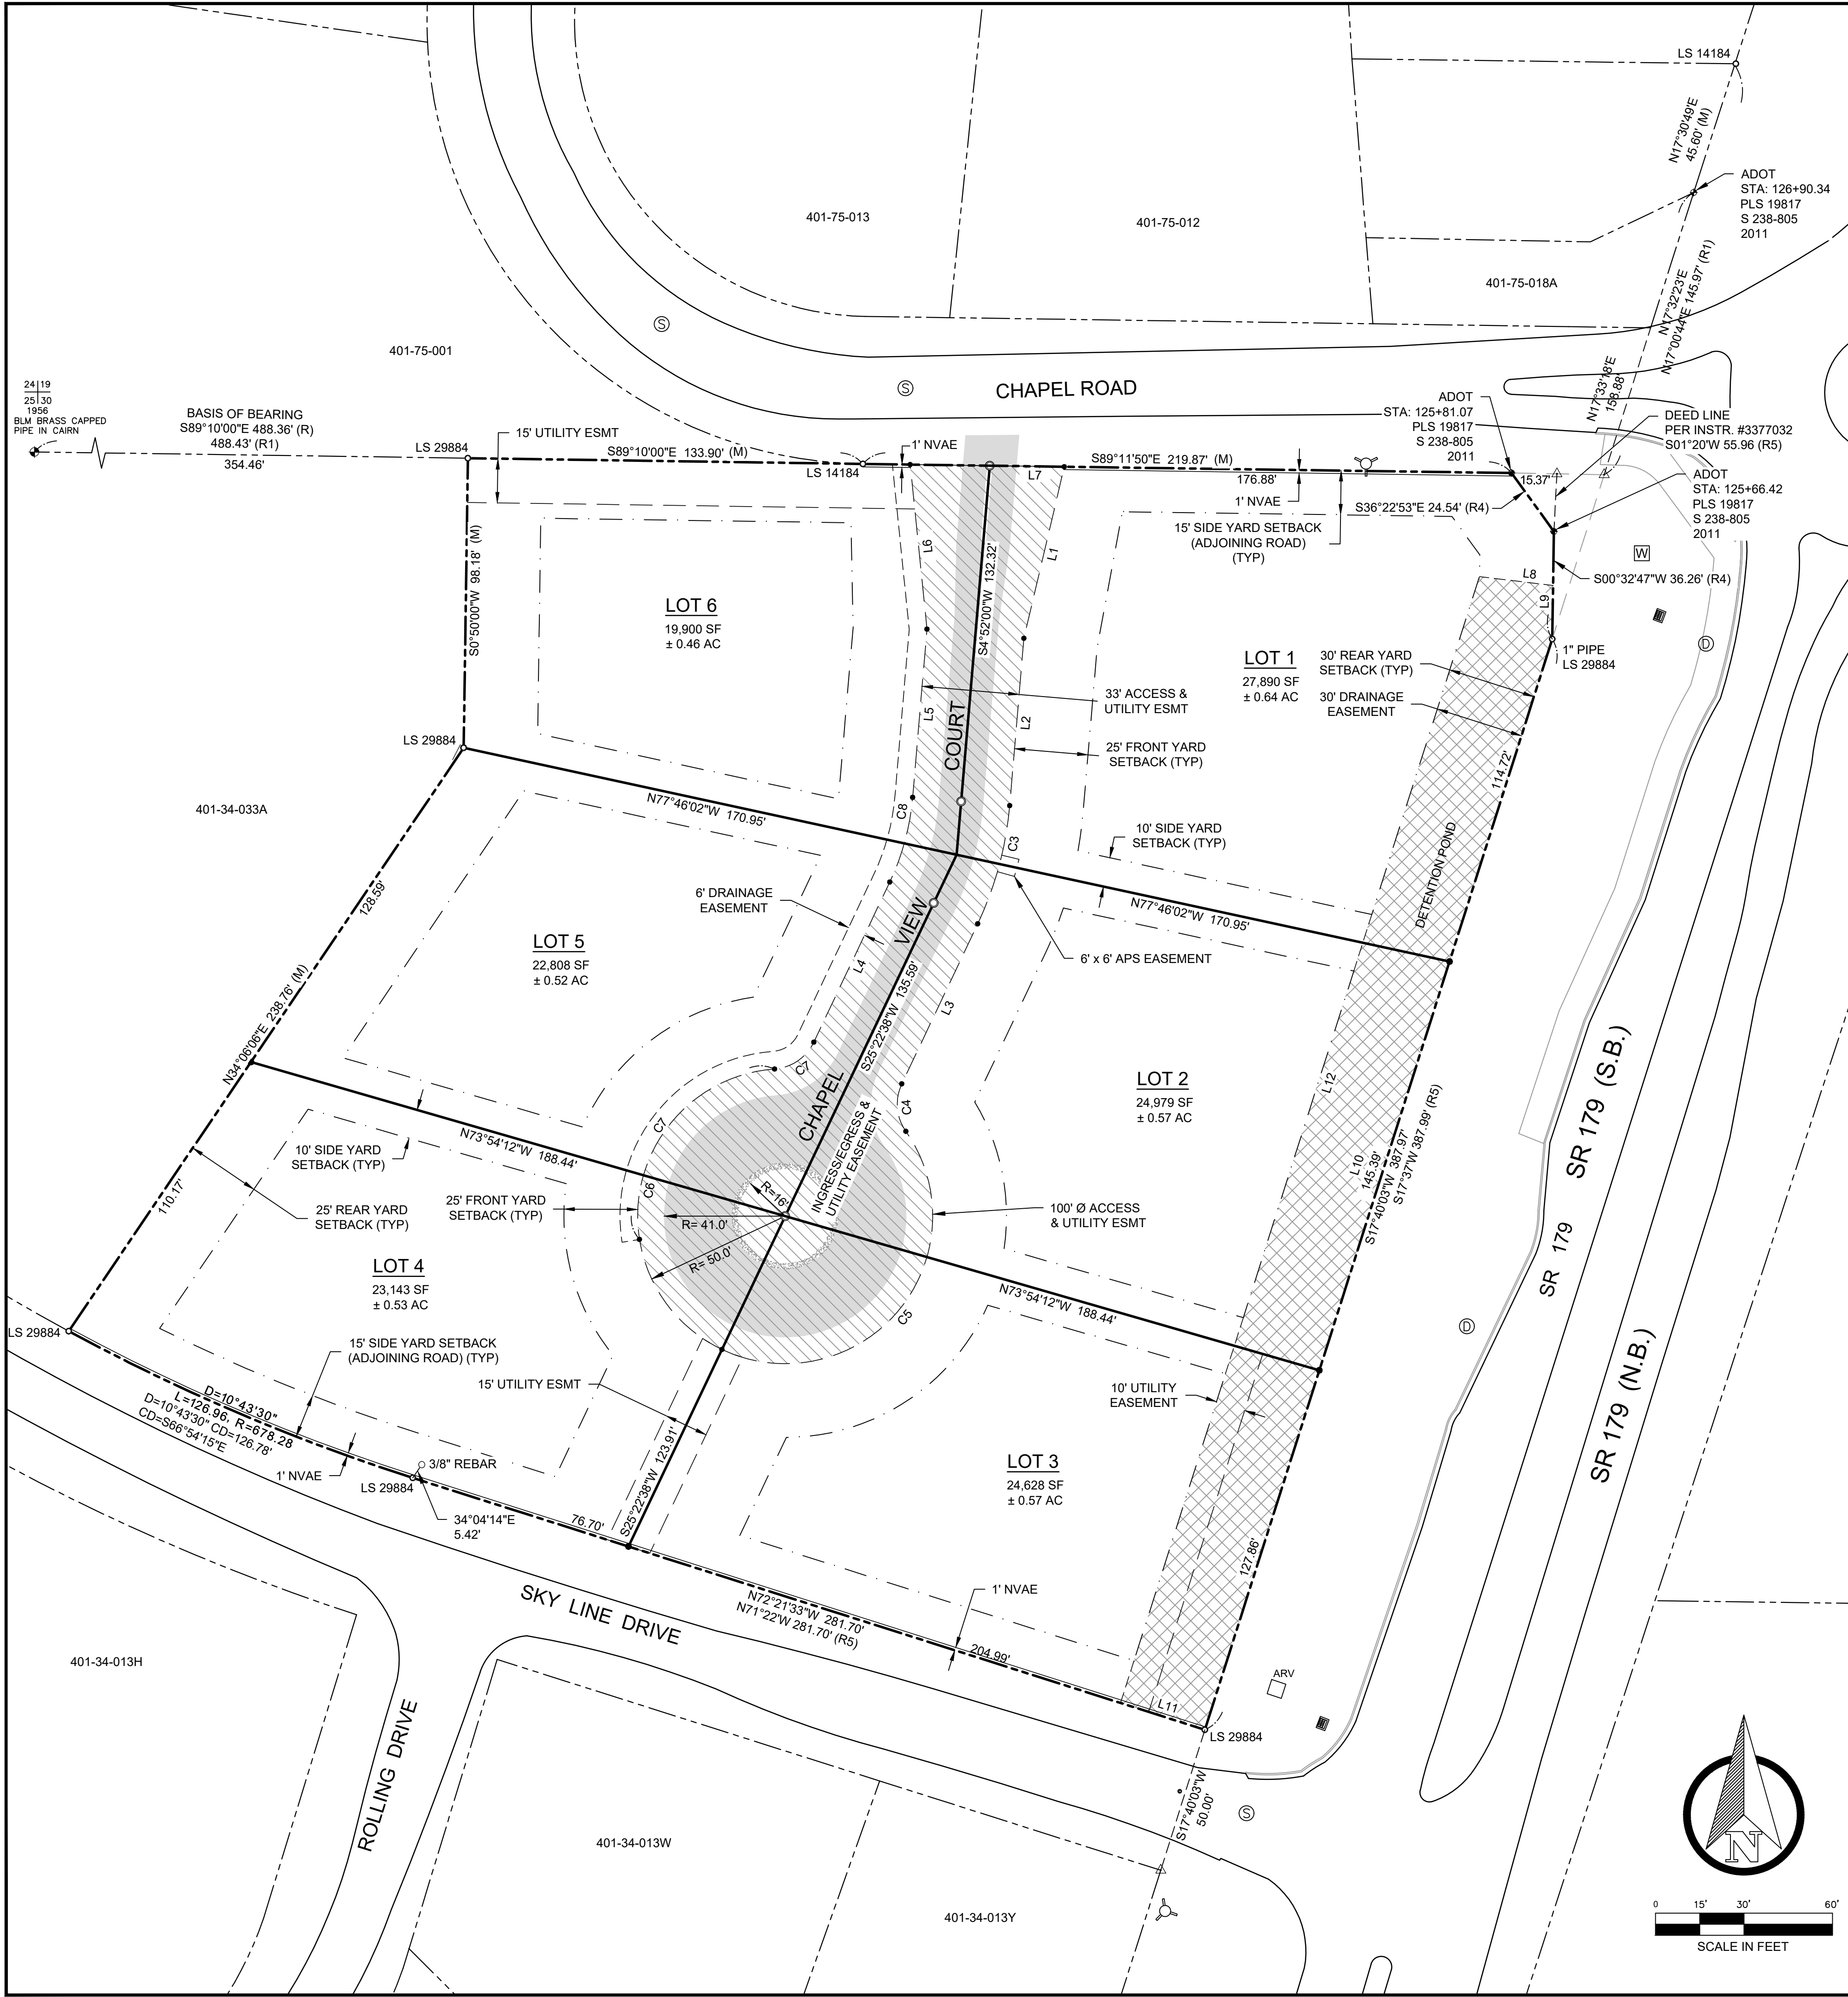 LS 14184
N17°30'49"E
45.60' (M)
ADOT
STA: 126+90.34
PLS 19817
S 238-805
2011
401-75-013
401-75-012
401-75-018A
N17°32'23"E
N17°00'44"E 145.97' (R1)
N17°33'18"E
158.88'
401-75-001
CHAPEL ROAD
24|19
25|30
1956
BLM BRASS CAPPED
PIPE IN CAIRN
BASIS OF BEARING
S89°10'00"E 488.36' (R)
488.43' (R1)
354.46'
LS 29884
15' UTILITY ESMT
S89°10'00"E 133.90' (M)
LS 14184
1' NVAE
L7
S89°11'50"E 219.87' (M)
176.88'
1' NVAE
15' SIDE YARD SETBACK
(ADJOINING ROAD)
(TYP)
ADOT
STA: 125+81.07
PLS 19817
S 238-805
2011
15.37'
S36°22'53"E 24.54' (R4)
DEED LINE
PER INSTR. #3377032
S01°20'W 55.96 (R5)
ADOT
STA: 125+66.42
PLS 19817
S 238-805
2011
W
S00°32'47"W 36.26' (R4)
L8
L9
1" PIPE
LS 29884
S
S
D
S0°50'00"W 98.18' (M)
LOT 6
19,900 SF
± 0.46 AC
L6
L1
S4°52'00"W 132.32'
LOT 1
27,890 SF
± 0.64 AC
30' REAR YARD
SETBACK (TYP)
30' DRAINAGE
EASEMENT
33' ACCESS &
UTILITY ESMT
L5
L2
25' FRONT YARD
SETBACK (TYP)
COURT
LS 29884
401-34-033A
N77°46'02"W 170.95'
C8
C3
10' SIDE YARD
SETBACK (TYP)
114.72'
DETENTION POND
N77°46'02"W 170.95'
6' DRAINAGE
EASEMENT
VIEW
6' x 6' APS EASEMENT
128.59'
LOT 5
22,808 SF
± 0.52 AC
L4
S25°22'38"W 135.59'
L3
N34°06'06"E 238.76' (M)
C7
CHAPEL
INGRESS/EGRESS &
UTILITY EASEMENT
C4
LOT 2
24,979 SF
± 0.57 AC
L12
L10
145.39'
S17°40'03"W 387.97'
S17°37'W 387.99' (R5)
SR 179 (S.B.)
SR 179
C7
10' SIDE YARD
SETBACK (TYP)
N73°54'12"W 188.44'
C6
R=16'
R= 41.0'
R= 50.0'
25' FRONT YARD
SETBACK (TYP)
100' Ø ACCESS
& UTILITY ESMT
110.17'
25' REAR YARD
SETBACK (TYP)
LOT 4
23,143 SF
± 0.53 AC
C5
N73°54'12"W 188.44'
D
LS 29884
15' SIDE YARD SETBACK
(ADJOINING ROAD) (TYP)
15' UTILITY ESMT
10' UTILITY
EASEMENT
SR 179 (N.B.)
D=10°43'30"
L=126.96, R=678.28
D=10°43'30" CD=126.78'
CD=S66°54'15"E
1' NVAE
3/8" REBAR
LS 29884
34°04'14"E
5.42'
76.70'
S25°22'38"W 123.91'
LOT 3
24,628 SF
± 0.57 AC
127.86'
1' NVAE
SKY LINE DRIVE
N72°21'33"W 281.70'
N71°22'W 281.70' (R5)
204.99'
L11
ARV
LS 29884
401-34-013H
ROLLING DRIVE
S17°40'03"W
50.00'
S
401-34-013W
401-34-013Y
N
0 15' 30' 60'
SCALE IN FEET